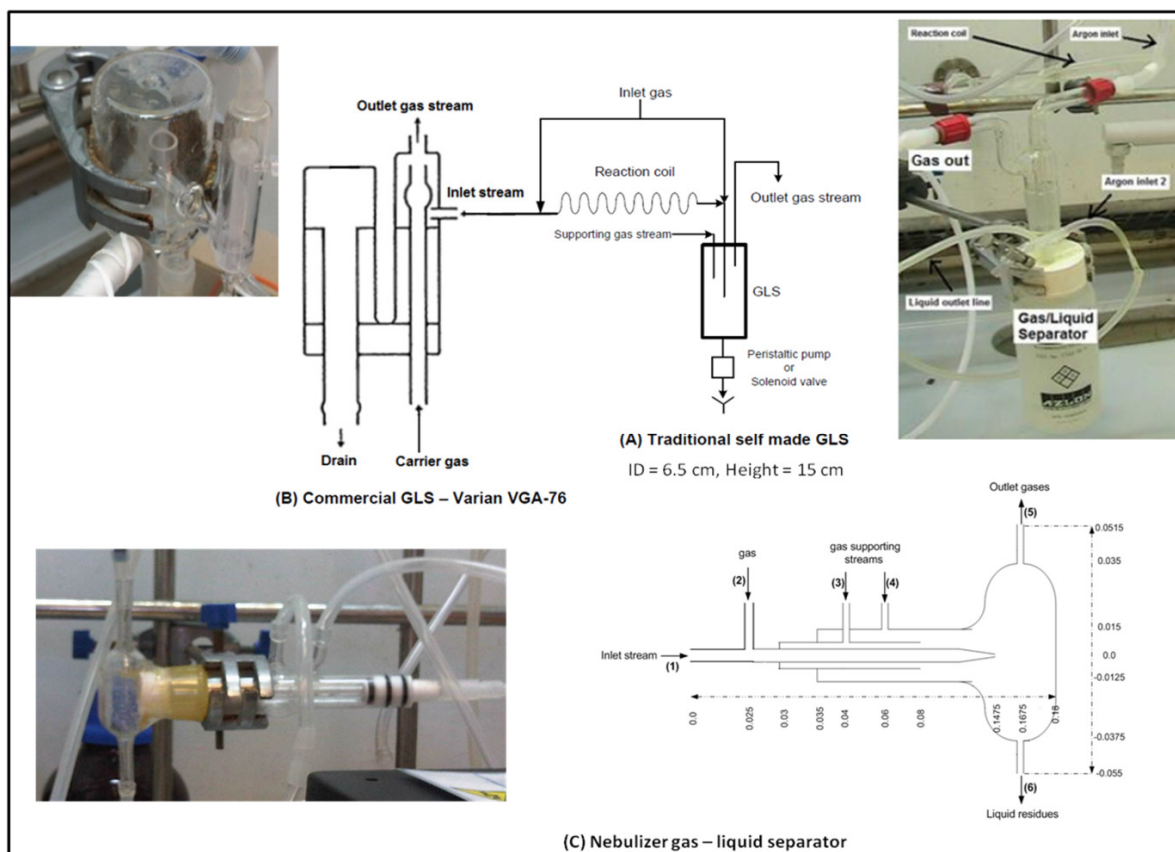 Outlet gas stream
Inlet stream
Drain
Carrier gas
(B) Commercial GLS – Varian VGA-76
Inlet gas
Reaction coil
Outlet gas stream
Supporting gas stream
GLS
Peristaltic pump
or
Solenoid valve
(A) Traditional self made GLS
ID = 6.5 cm, Height = 15 cm
Reaction coil
Argon inlet
Gas out
Argon inlet 2
Liquid outlet line
Gas/Liquid
Separator
AZLON
Outlet gases
(5)
gas
(2)
gas supporting
streams
(3)
(4)
Inlet stream
(1)
0.0515
0.035
0.015
0.0
-0.0125
-0.0375
-0.055
0.0
0.025
0.03
0.035
0.04
0.06
0.08
0.1475
0.1675
0.18
(6)
Liquid residues
(C) Nebulizer gas – liquid separator